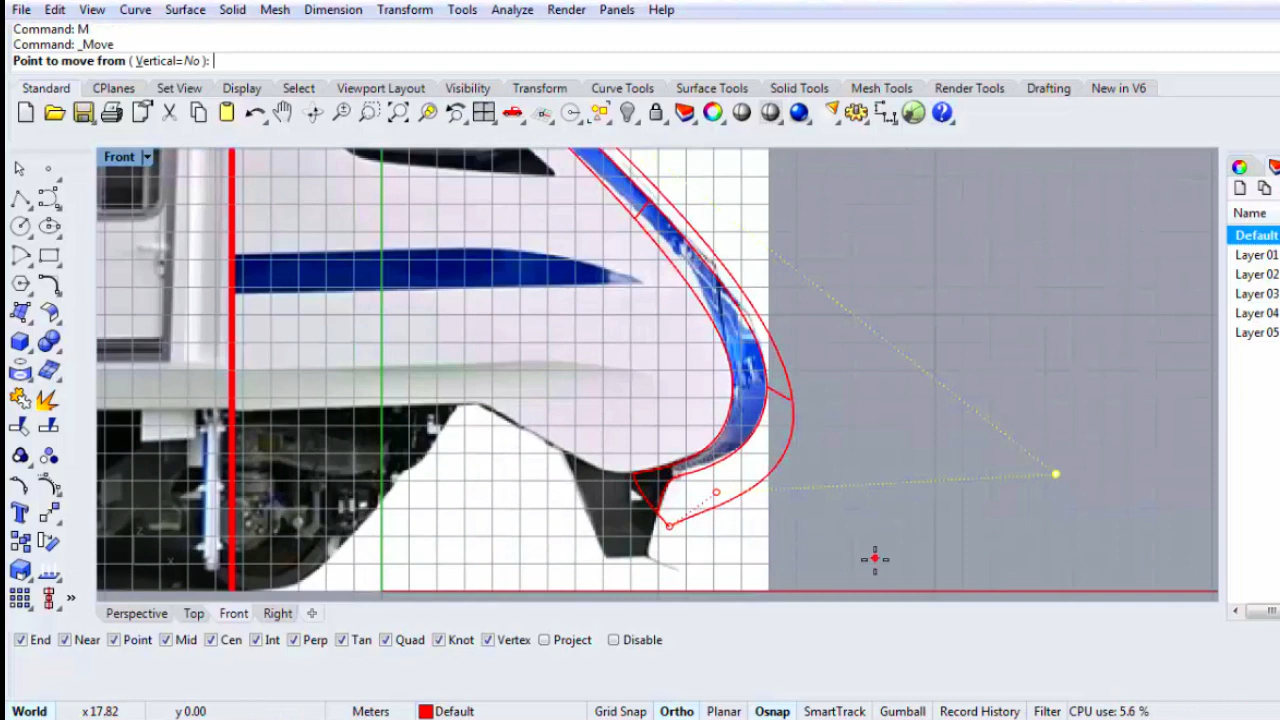 File Edit View Curve Surface Solid Mesh Dimension Transform Tools Analyze Render Panels Help
Command: M
Command: _Move
Point to move from ( Vertical=No ):
Standard CPlanes Set View Display Select Viewport Layout Visibility Transform Curve Tools Surface Tools Solid Tools Mesh Tools Render Tools Drafting New in V6
Front
Name
Default
Layer 01
Layer 02
Layer 03
Layer 04
Layer 05
Perspective Top Front Right
End Near Point Mid Cen Int Perp Tan Quad Knot Vertex Project Disable
World x 17.82 y 0.00 Meters Default Grid Snap Ortho Planar Osnap SmartTrack Gumball Record History Filter CPU use: 5.6 %